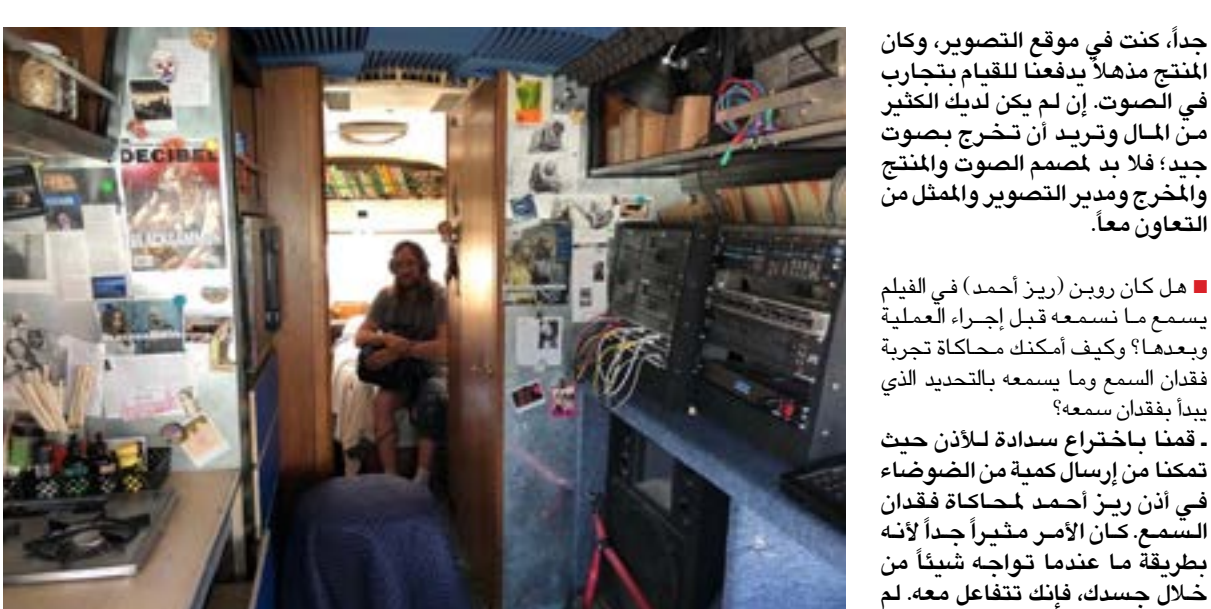 جداً، كنت في موقع التصوير، وكان
المنتج مذهلاً يدفعنا للقيام بتجارب
في الصوت. إن لم يكن لديك الكثير
من المال وتريد أن تخرج بصوت
جيد؛ فلا بد لمصمم الصوت والمنتج
والمخرج ومدير التصوير والممثل من
التعاون معاً.
■ هل كان روبن (ريز أحمد) في الفيلم
يسمع ما نسمعه قبل إجراء العملية
وبعدها؟ وكيف أمكنك محاكاة تجربة
فقدان السمع وما يسمعه بالتحديد الذي
يبدأ بفقدان سمعه؟
ـ قمنا باختراع سدادة للأذن حيث
تمكنا من إرسال كمية من الضوضاء
في أذن ريز أحمد لمحاكاة فقدان
السمع. كان الأمر مثيراً جداً لأنه
بطريقة ما عندما تواجه شيئاً من
خلال جسدك، فإنك تتفاعل معه. لم
DECIBEL